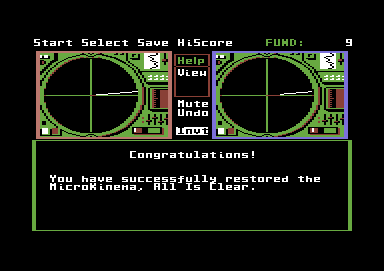 Start Select Save HiScore FUND: 9
Help
View
Mute
Undo
Invt
Congratulations!
You have successfully restored the
MicroKinema, All Is Clear.